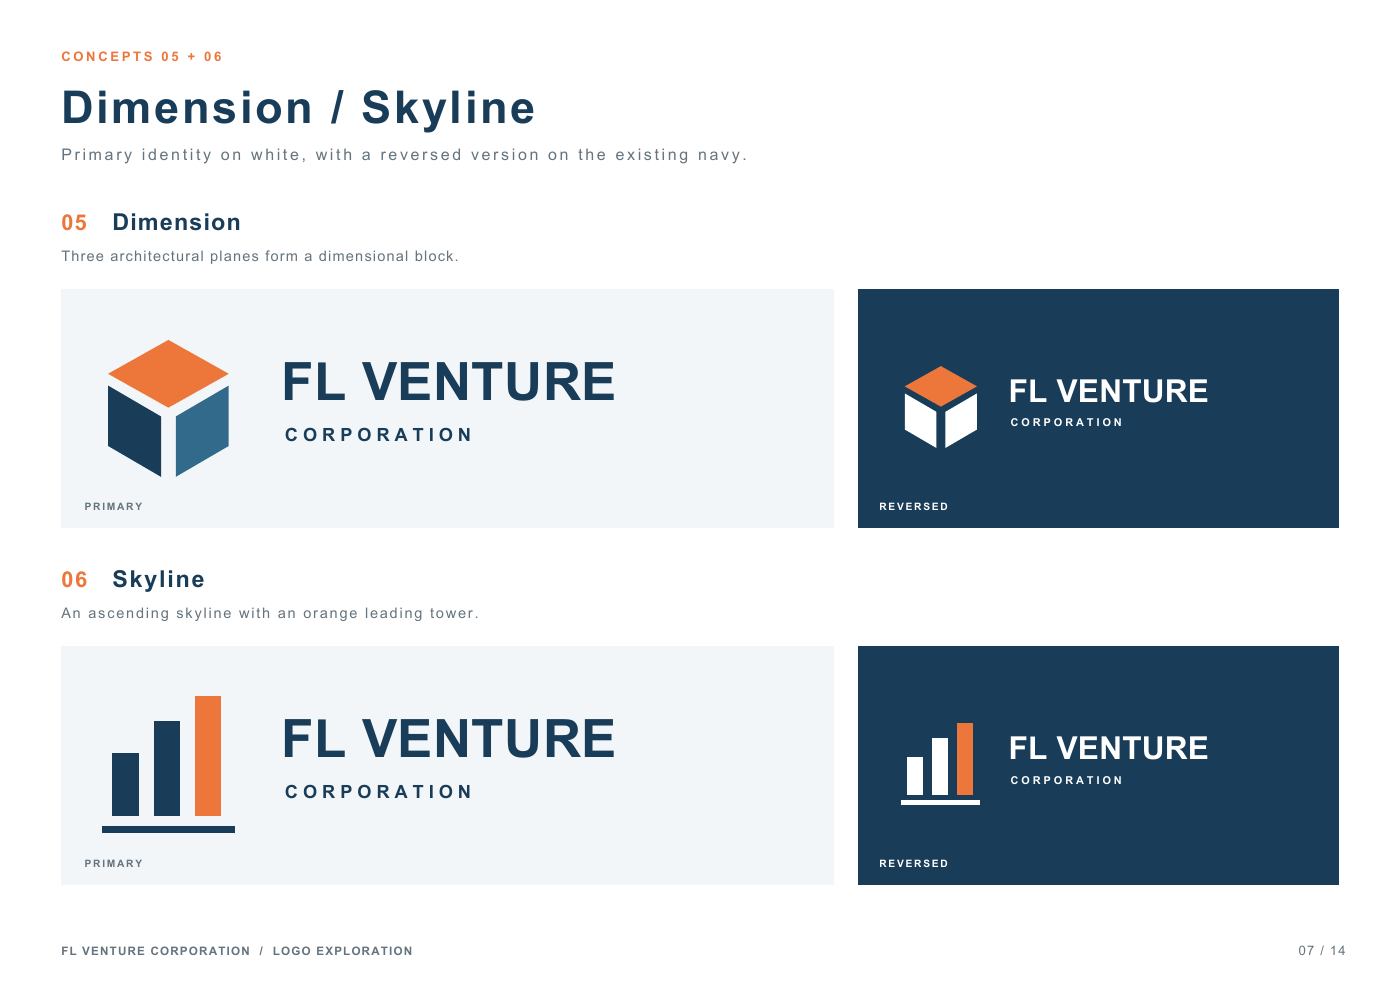 CONCEPTS 05 + 06
Dimension / Skyline
Primary identity on white, with a reversed version on the existing navy.
05 Dimension
Three architectural planes form a dimensional block.
FL VENTURE
CORPORATION
PRIMARY
FL VENTURE
CORPORATION
REVERSED
06 Skyline
An ascending skyline with an orange leading tower.
FL VENTURE
CORPORATION
PRIMARY
FL VENTURE
CORPORATION
REVERSED
FL VENTURE CORPORATION / LOGO EXPLORATION
07 / 14